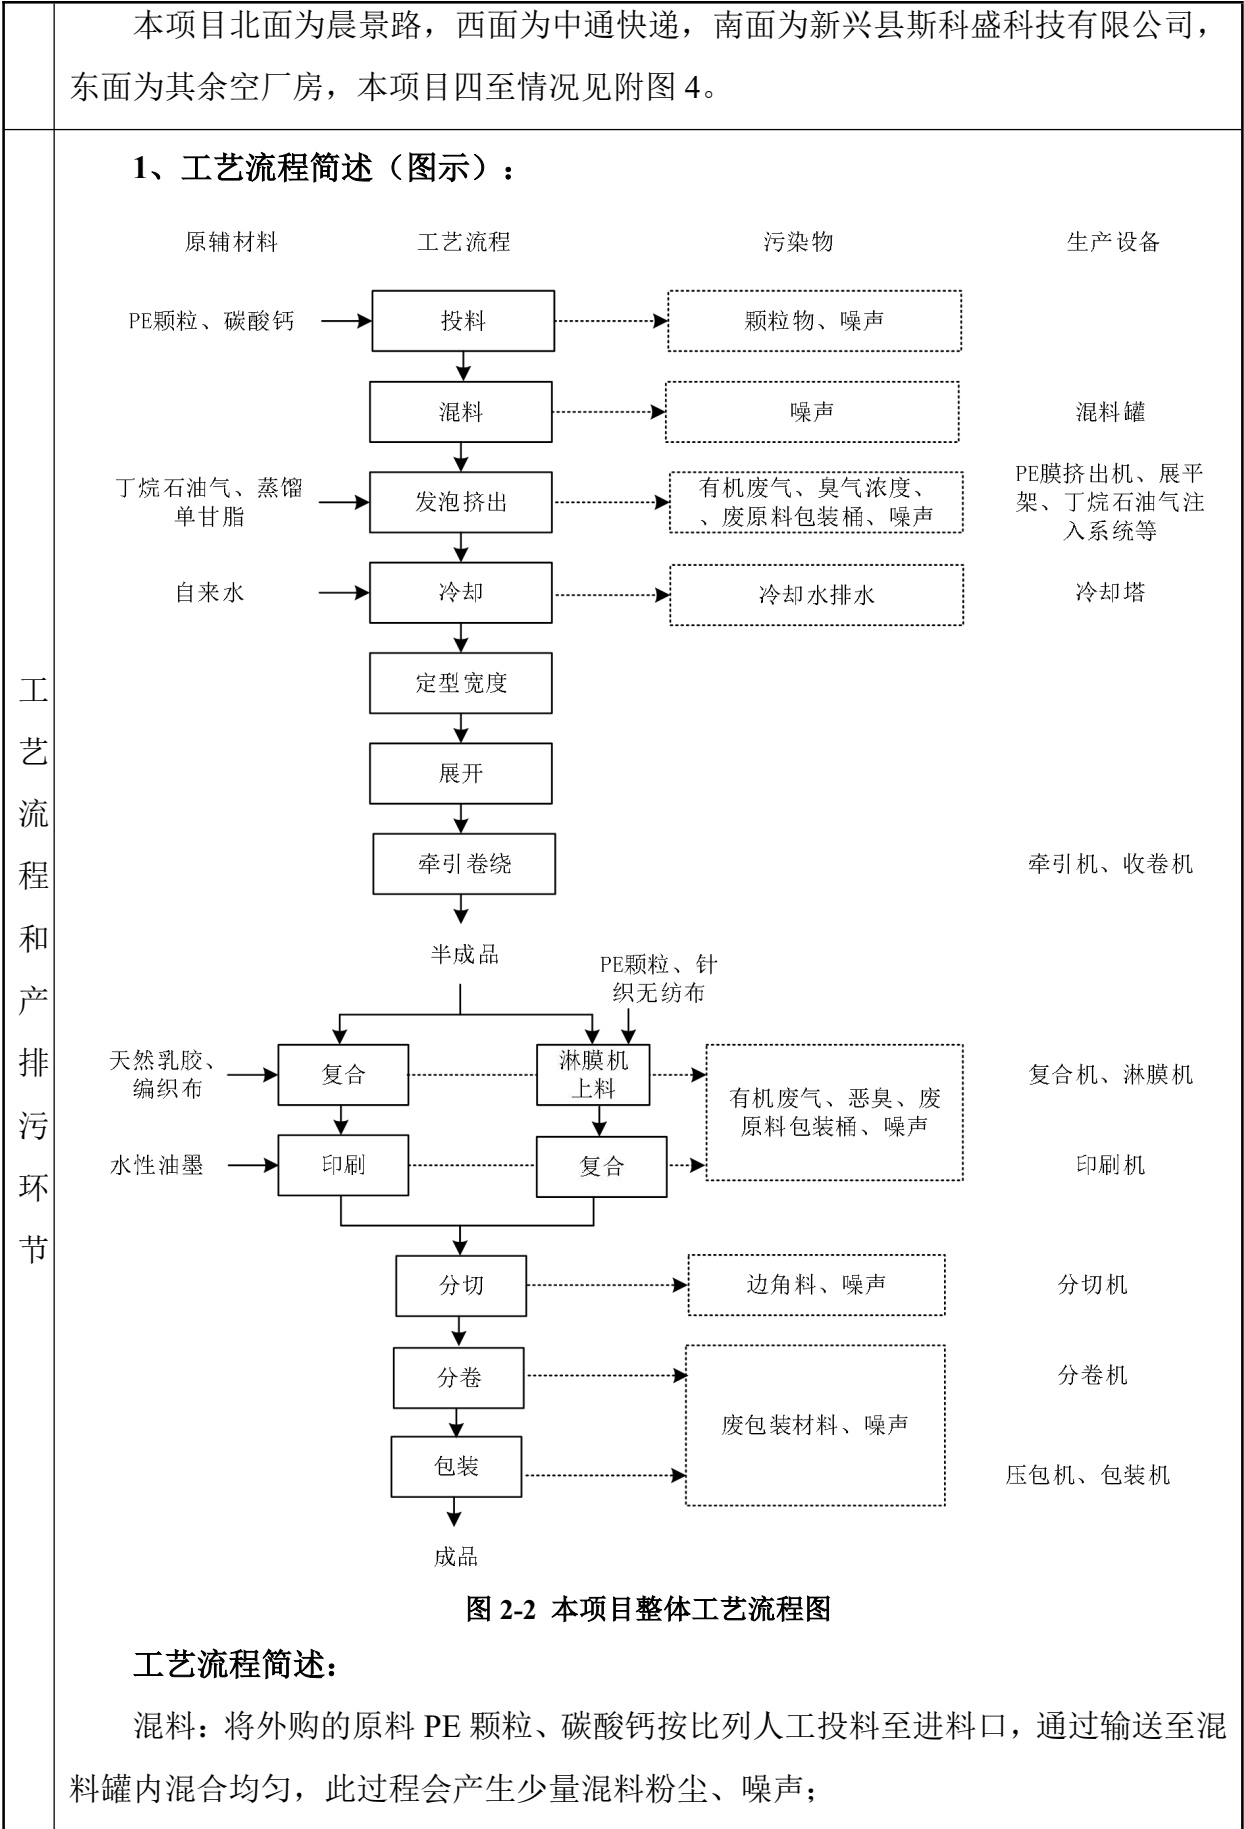 本项目北面为晨景路，西面为中通快递，南面为新兴县斯科盛科技有限公司，
东面为其余空厂房，本项目四至情况见附图 4。
工艺流程和产排污环节
1、工艺流程简述（图示）：
原辅材料 工艺流程 污染物 生产设备
PE颗粒、碳酸钙 投料 颗粒物、噪声
混料 噪声 混料罐
丁烷石油气、蒸馏
单甘脂
发泡挤出
有机废气、臭气浓度、
、废原料包装桶、噪声
PE膜挤出机、展平
架、丁烷石油气注
入系统等
自来水 冷却 冷却水排水 冷却塔
定型宽度
展开
牵引卷绕 牵引机、收卷机
半成品
PE颗粒、针
织无纺布
天然乳胶、
编织布
复合
淋膜机
上料
有机废气、恶臭、废
原料包装桶、噪声
复合机、淋膜机
水性油墨 印刷 复合 印刷机
分切 边角料、噪声 分切机
分卷 分卷机
废包装材料、噪声
包装 压包机、包装机
成品
图 2-2 本项目整体工艺流程图
工艺流程简述：
混料：将外购的原料 PE 颗粒、碳酸钙按比列人工投料至进料口，通过输送至混
料罐内混合均匀，此过程会产生少量混料粉尘、噪声；